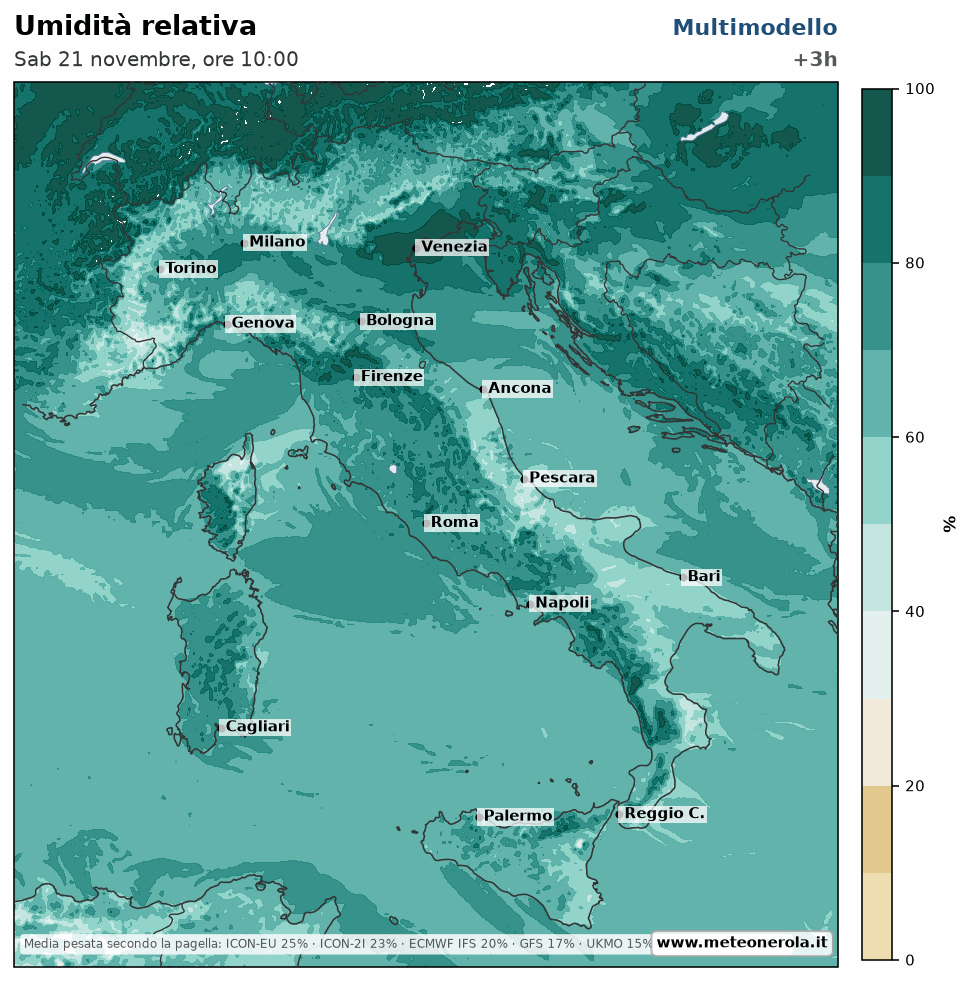 Umidità relativa
Multimodello
Sab 21 novembre, ore 10:00
+3h
100
80
60
40
20
0
%
Milano
Venezia
Torino
Genova
Bologna
Firenze
Ancona
Pescara
Roma
Bari
Napoli
Cagliari
Palermo
Reggio C.
Media pesata secondo la pagella: ICON-EU 25% · ICON-2I 23% · ECMWF IFS 20% · GFS 17% · UKMO 15%
www.meteonerola.it